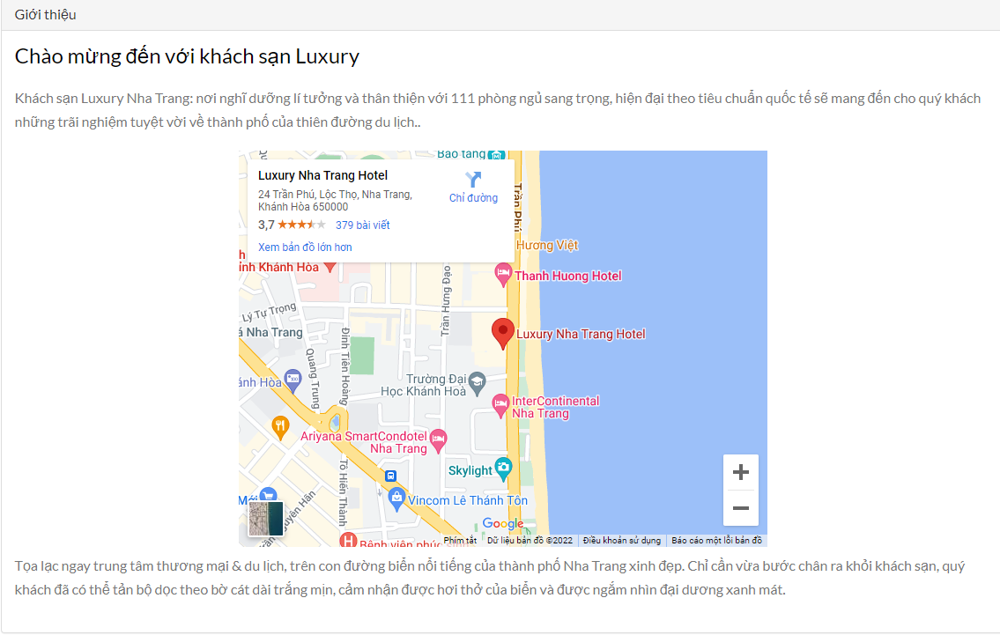 Giới thiệu
Chào mừng đến với khách sạn Luxury
Khách sạn Luxury Nha Trang: nơi nghĩ dưỡng lí tưởng và thân thiện với 111 phòng ngủ sang trọng, hiện đại theo tiêu chuẩn quốc tế sẽ mang đến cho quý khách
những trãi nghiệm tuyệt vời về thành phố của thiên đường du lịch..
Bảo tàng
Luxury Nha Trang Hotel
24 Trần Phú, Lộc Thọ, Nha Trang,
Khánh Hòa 650000
Chỉ đường
3,7
379 bài viết
Xem bản đồ lớn hơn
Trần Phú
Hương Việt
Khánh Hòa
Thanh Huong Hotel
Trần Hưng Đạo
Lý Tự Trọng
Nha Trang
Luxury Nha Trang Hotel
Đinh Tiên Hoàng
Quang Trung
Trường Đại
Học Khánh Hoà
Hòa
InterContinental
Nha Trang
Ariyana SmartCondotel
Nha Trang
Skylight
Tô Hiến Thành
Vincom Lê Thánh Tôn
Google
Phím tắt
Dữ liệu bản đồ ©2022
Điều khoản sử dụng
Báo cáo một lỗi bản đồ
Bệnh viện
Tọa lạc ngay trung tâm thương mại & du lịch, trên con đường biển nổi tiếng của thành phố Nha Trang xinh đẹp. Chỉ cần vừa bước chân ra khỏi khách sạn, quý
khách đã có thể tản bộ dọc theo bờ cát dài trắng mịn, cảm nhận được hơi thở của biển và được ngắm nhìn đại dương xanh mát.